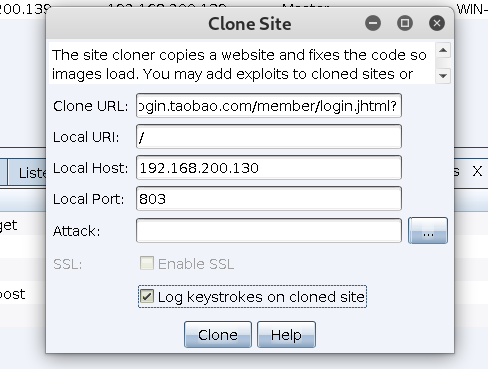 00.139 192.168.200.139 Master WIN-
Clone Site
The site cloner copies a website and fixes the code so
images load. You may add exploits to cloned sites or
Clone URL: ogin.taobao.com/member/login.jhtml?
Local URI: /
Local Host: 192.168.200.130
Liste s X
Local Port: 803
get
Attack: ...
SSL: Enable SSL
post
Log keystrokes on cloned site
Clone Help